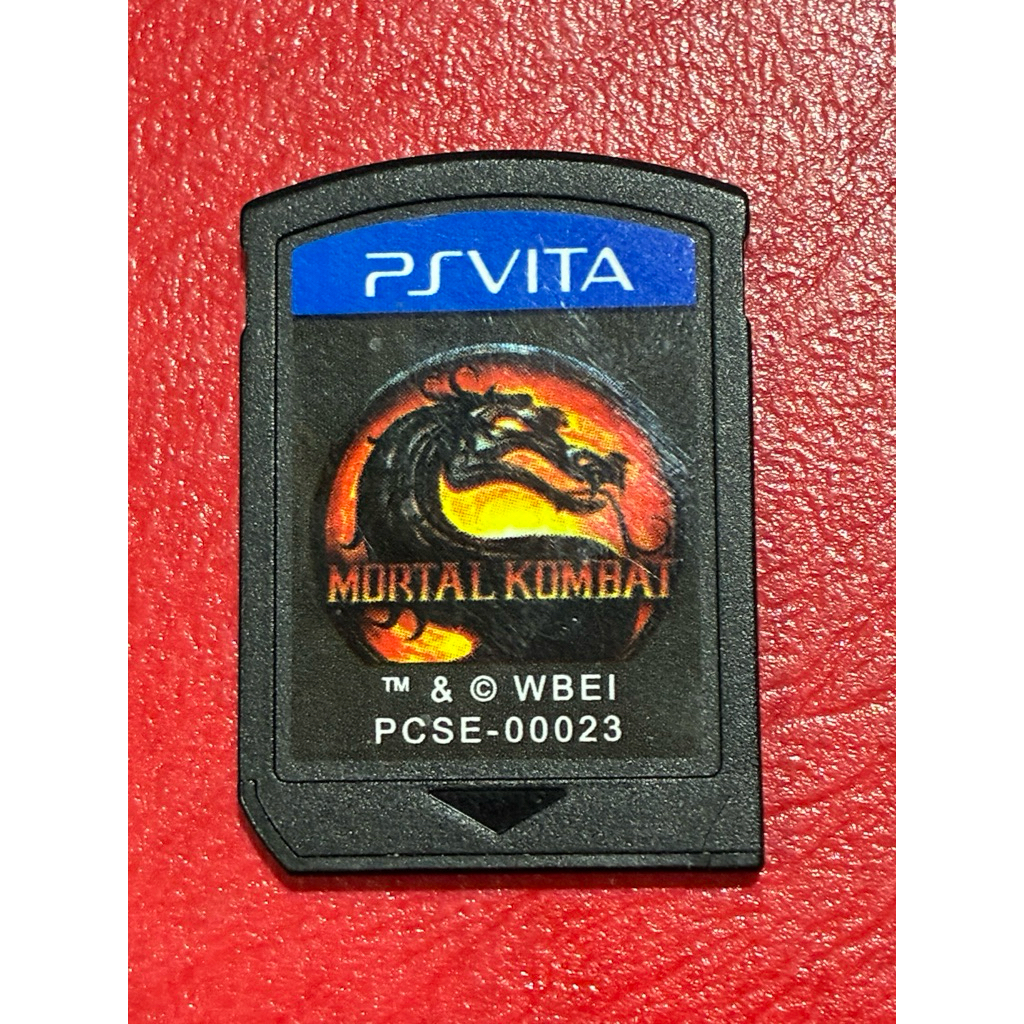 PSVITA
MORTAL KOMBAT
™ & © WBEI
PCSE-00023